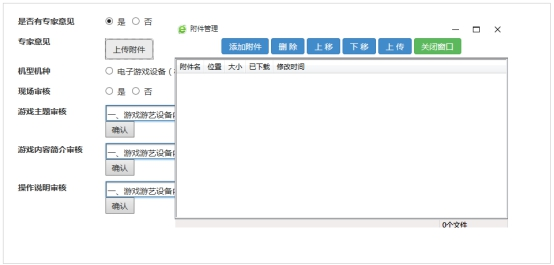 是否有专家意见 是 否
专家意见 上传附件
机型机种 电子游戏设备（
现场审核 是 否
游戏主题审核 一、游戏游艺设备
确认
游戏内容简介审核 一、游戏游艺设备
确认
操作说明审核 一、游戏游艺设备
确认
附件管理
添加附件 删 除 上 移 下 移 上 传 关闭窗口
附件名 位置 大小 已下载 修改时间
0个文件